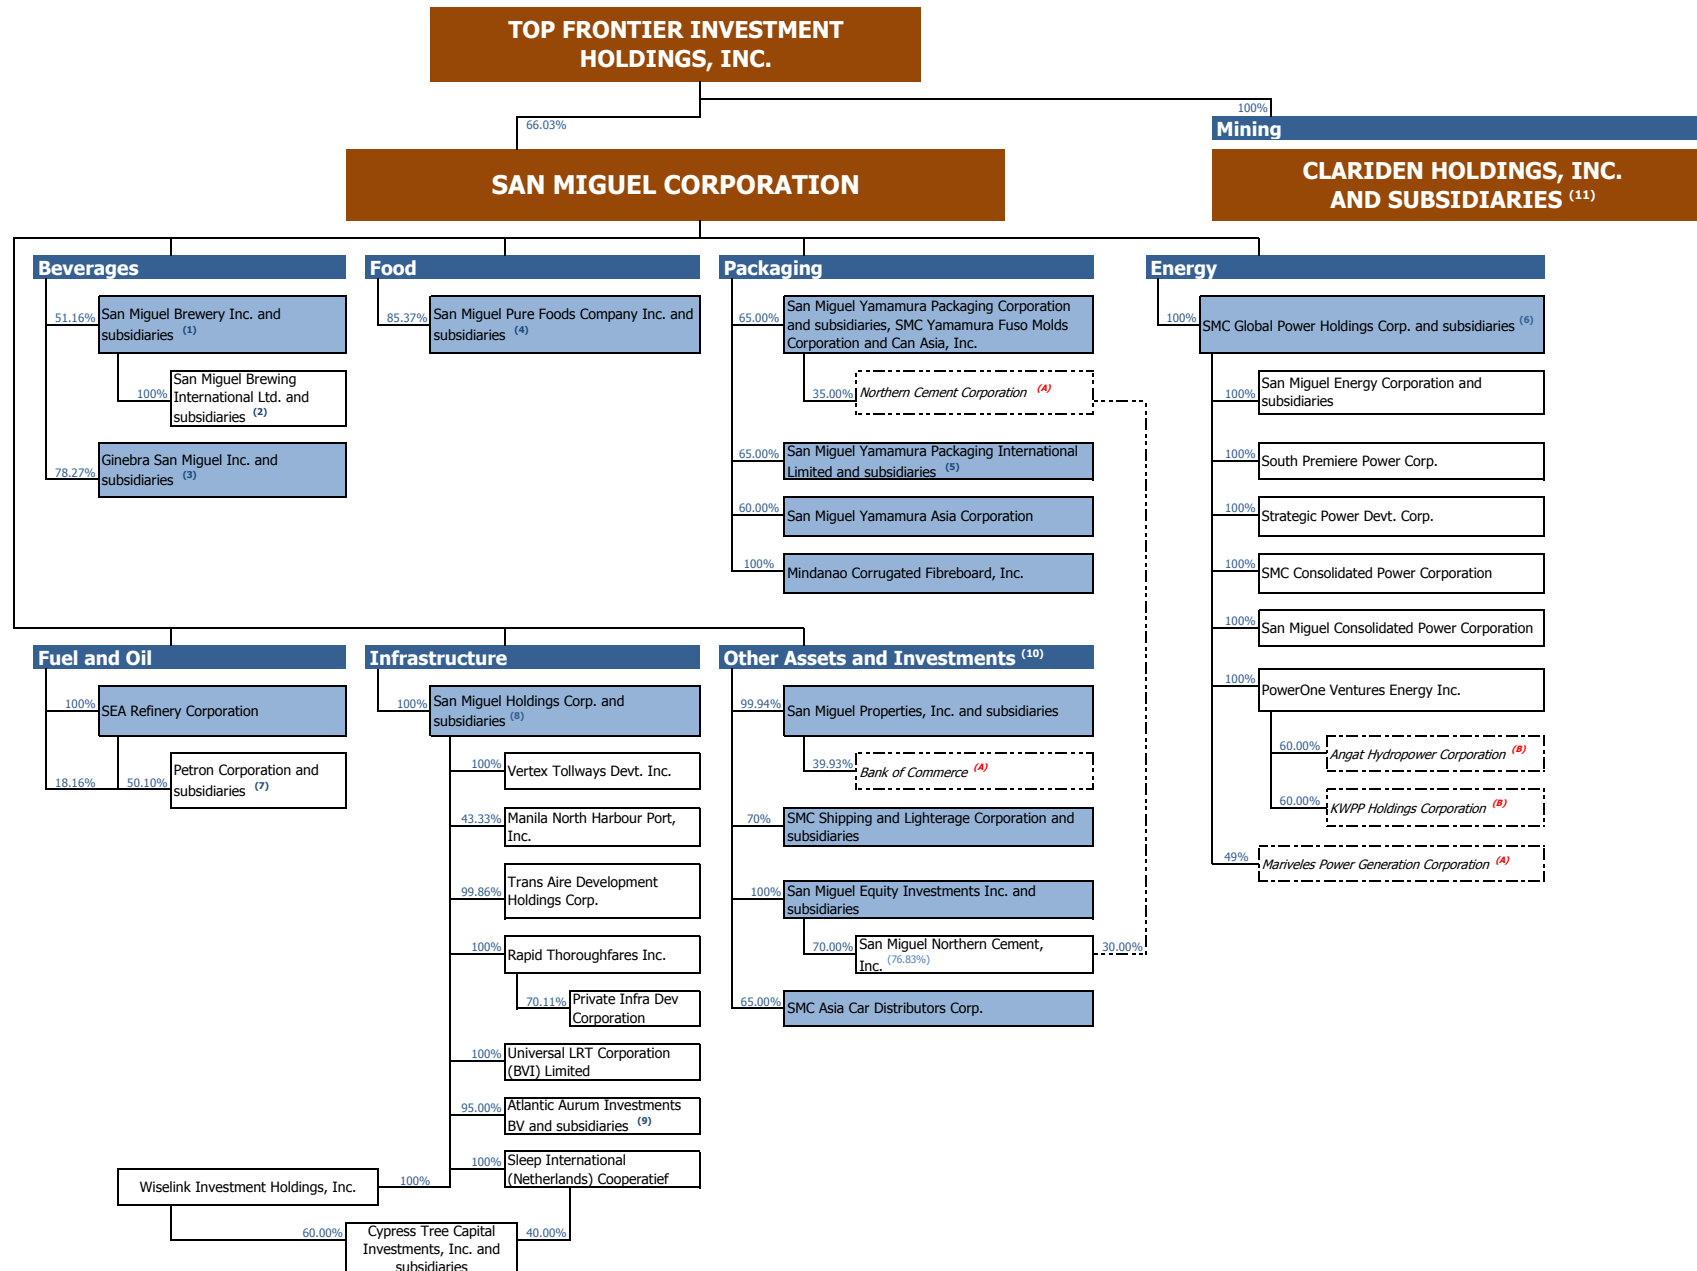 TOP FRONTIER INVESTMENT
HOLDINGS, INC.
66.03%
100%
Mining
SAN MIGUEL CORPORATION
CLARIDEN HOLDINGS, INC.
AND SUBSIDIARIES (11)
Beverages
51.16%
San Miguel Brewery Inc. and
subsidiaries (1)
100%
San Miguel Brewing
International Ltd. and
subsidiaries (2)
78.27%
Ginebra San Miguel Inc. and
subsidiaries (3)
Food
85.37%
San Miguel Pure Foods Company Inc. and
subsidiaries (4)
Packaging
65.00%
San Miguel Yamamura Packaging Corporation
and subsidiaries, SMC Yamamura Fuso Molds
Corporation and Can Asia, Inc.
35.00%
Northern Cement Corporation (A)
65.00%
San Miguel Yamamura Packaging International
Limited and subsidiaries (5)
60.00%
San Miguel Yamamura Asia Corporation
100%
Mindanao Corrugated Fibreboard, Inc.
Energy
100%
SMC Global Power Holdings Corp. and subsidiaries (6)
100%
San Miguel Energy Corporation and
subsidiaries
100%
South Premiere Power Corp.
100%
Strategic Power Devt. Corp.
100%
SMC Consolidated Power Corporation
100%
San Miguel Consolidated Power Corporation
100%
PowerOne Ventures Energy Inc.
60.00%
Angat Hydropower Corporation (B)
60.00%
KWPP Holdings Corporation (B)
49%
Mariveles Power Generation Corporation (A)
Fuel and Oil
100%
SEA Refinery Corporation
18.16%
50.10%
Petron Corporation and
subsidiaries (7)
Infrastructure
100%
San Miguel Holdings Corp. and
subsidiaries (8)
100%
Vertex Tollways Devt. Inc.
43.33%
Manila North Harbour Port,
Inc.
99.86%
Trans Aire Development
Holdings Corp.
100%
Rapid Thoroughfares Inc.
70.11%
Private Infra Dev
Corporation
100%
Universal LRT Corporation
(BVI) Limited
95.00%
Atlantic Aurum Investments
BV and subsidiaries (9)
100%
Sleep International
(Netherlands) Cooperatief
Wiselink Investment Holdings, Inc.
100%
60.00%
Cypress Tree Capital
Investments, Inc. and
subsidiaries
40.00%
Other Assets and Investments (10)
99.94%
San Miguel Properties, Inc. and subsidiaries
39.93%
Bank of Commerce (A)
70%
SMC Shipping and Lighterage Corporation and
subsidiaries
100%
San Miguel Equity Investments Inc. and
subsidiaries
70.00%
San Miguel Northern Cement,
Inc. (76.83%)
30.00%
65.00%
SMC Asia Car Distributors Corp.